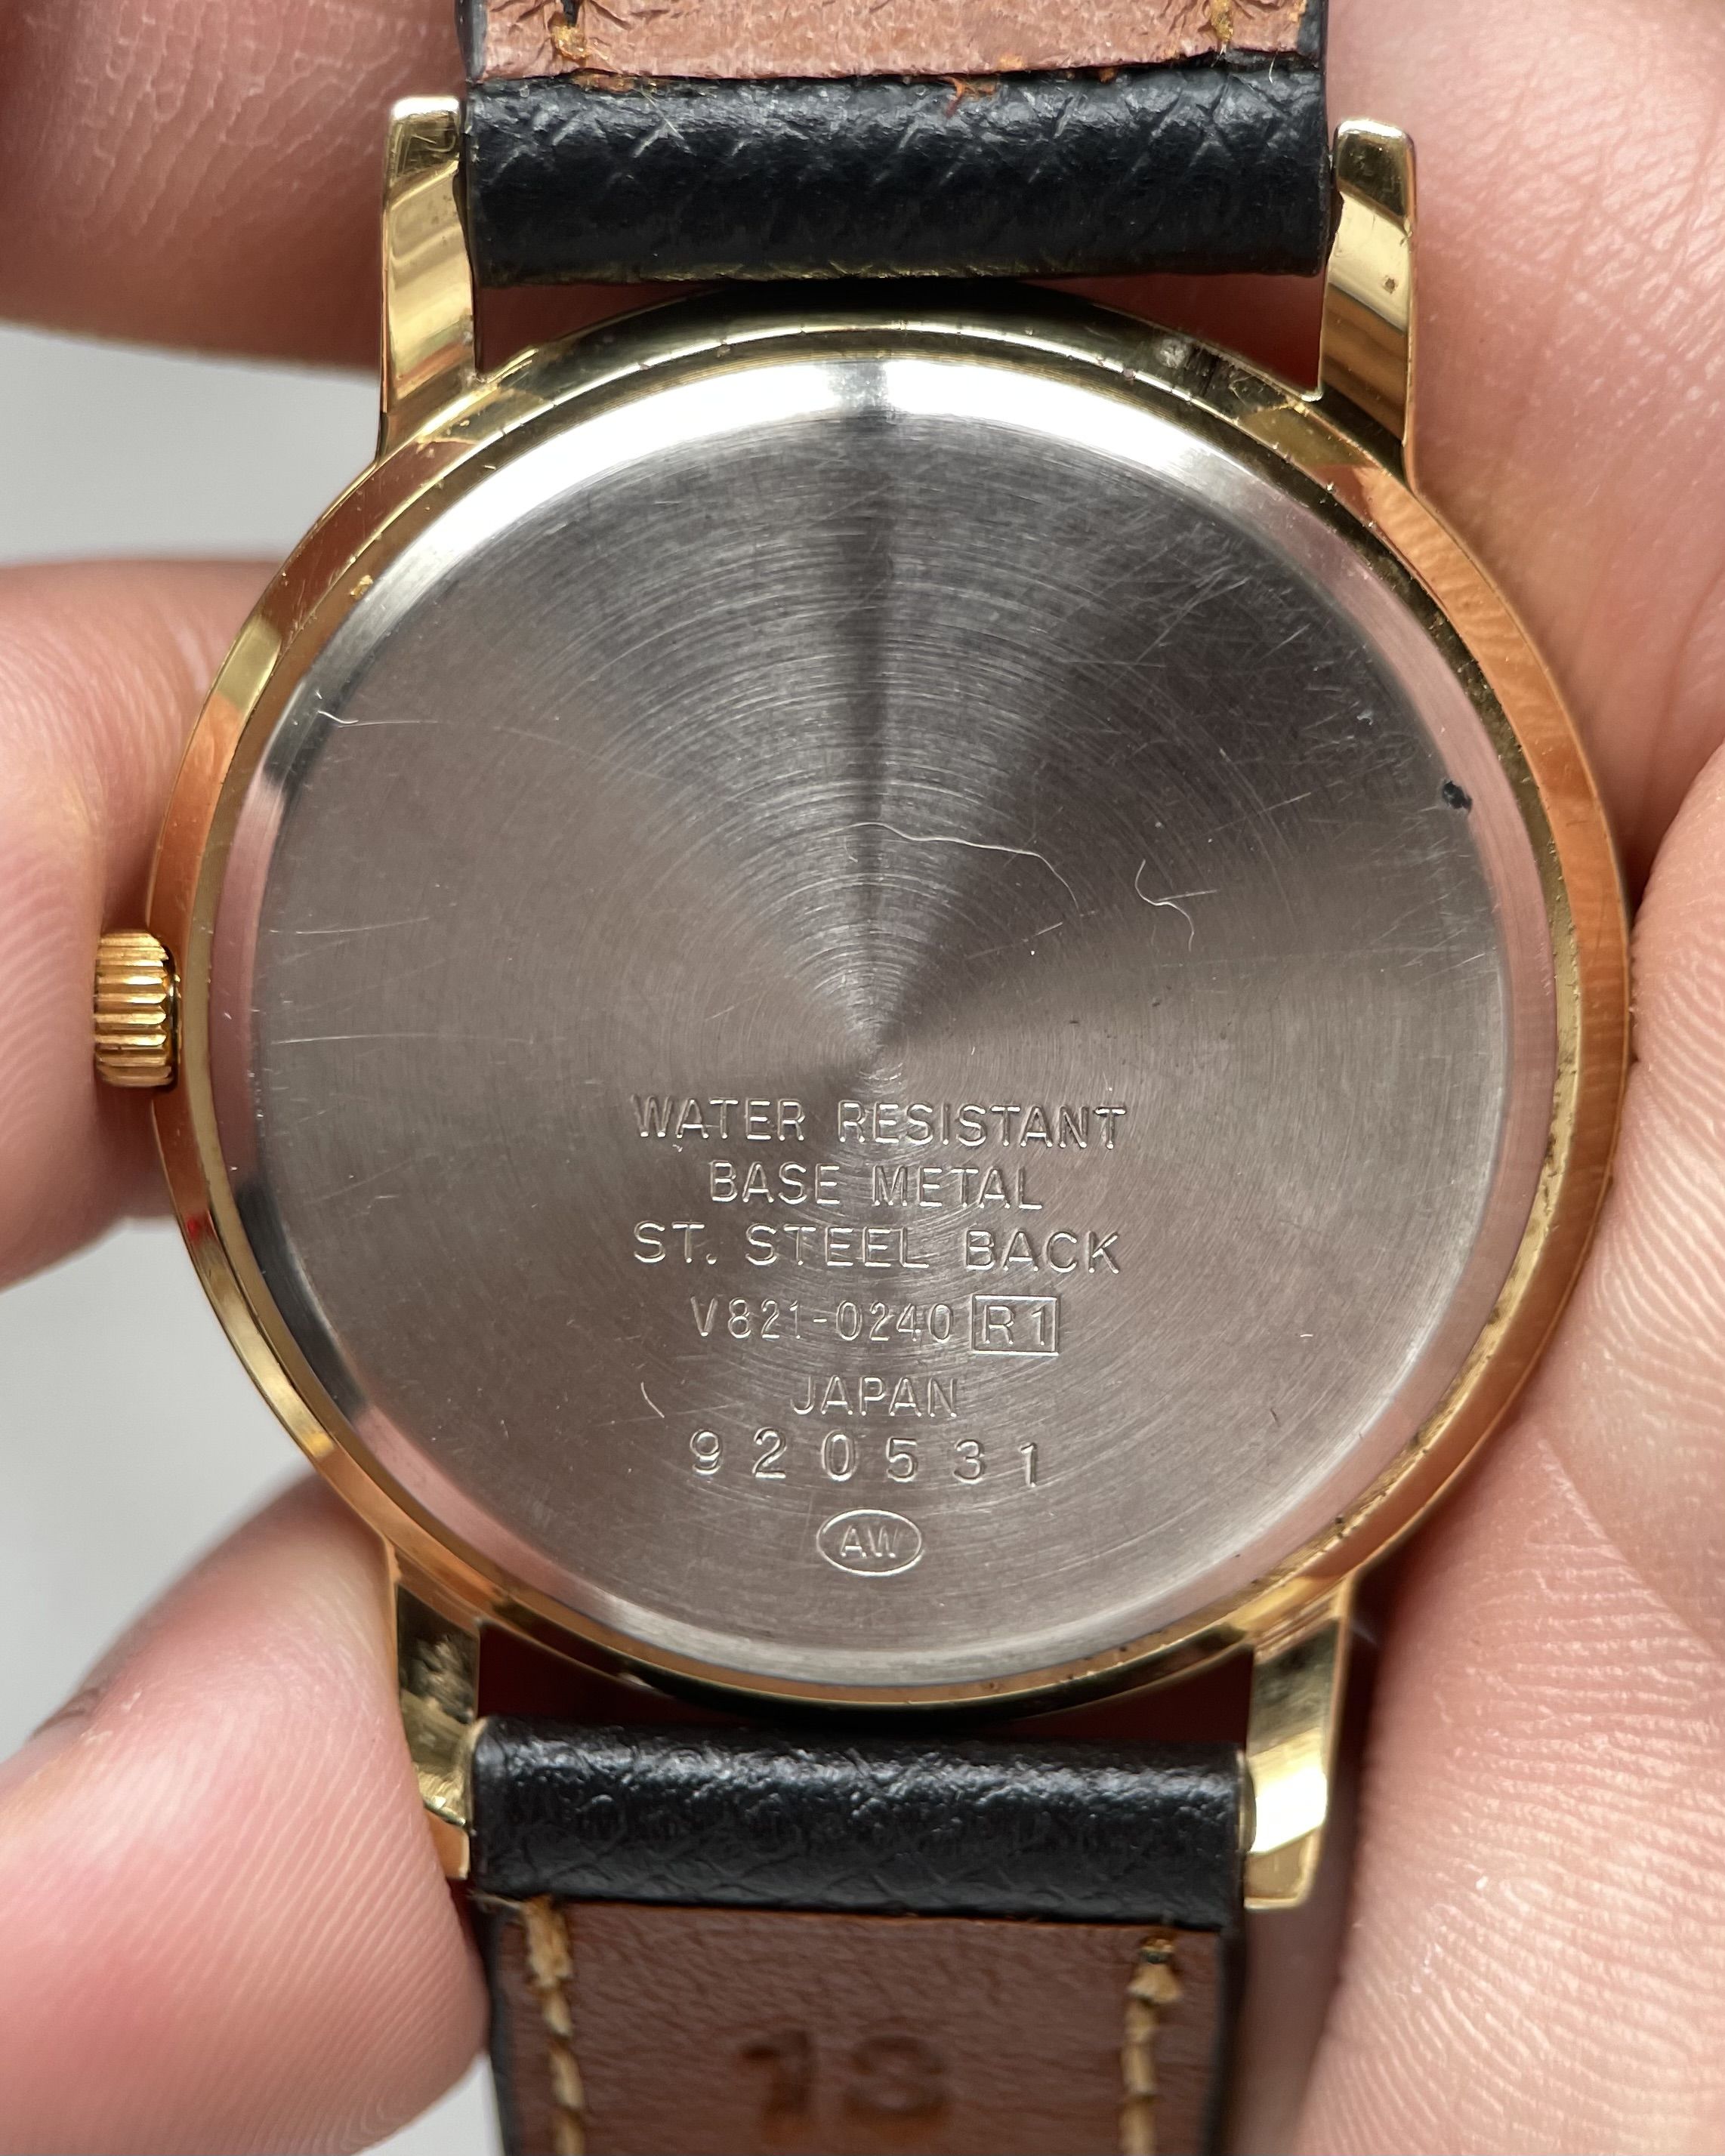 WATER RESISTANT
BASE METAL
ST. STEEL BACK
V821-0240 R1
JAPAN
920531
AW